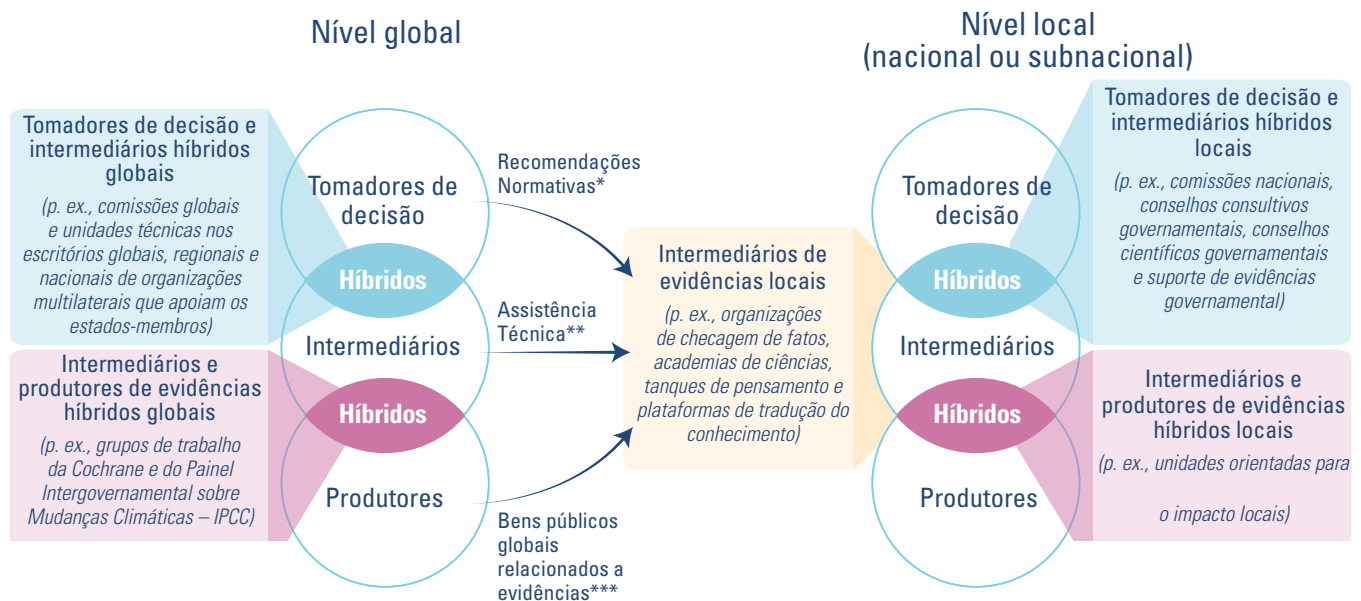 Nível global
Nível local
(nacional ou subnacional)
Tomadores de decisão e
intermediários híbridos
globais
(p. ex., comissões globais
e unidades técnicas nos
escritórios globais, regionais e
nacionais de organizações
multilaterais que apoiam os
estados-membros)
Intermediários e
produtores de evidências
híbridos globais
(p. ex., grupos de trabalho
da Cochrane e do Painel
Intergovernamental sobre
Mudanças Climáticas – IPCC)
Tomadores de
decisão
Híbridos
Intermediários
Híbridos
Produtores
Recomendações
Normativas*
Assistência
Técnica**
Bens públicos
globais
relacionados a
evidências***
Intermediários de
evidências locais
(p. ex., organizações
de checagem de fatos,
academias de ciências,
tanques de pensamento e
plataformas de tradução do
conhecimento)
Tomadores de
decisão
Híbridos
Intermediários
Híbridos
Produtores
Tomadores de decisão e
intermediários híbridos
locais
(p. ex., comissões nacionais,
conselhos consultivos
governamentais, conselhos
científicos governamentais
e suporte de evidências
governamental)
Intermediários e
produtores de evidências
híbridos locais
(p. ex., unidades orientadas para
o impacto locais)